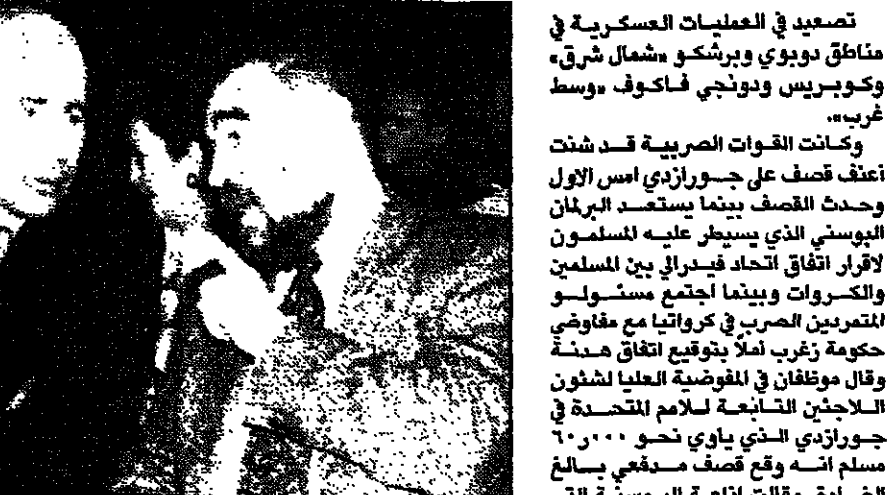 تصعيد في العمليات العسكرية في
مناطق دوبوي وبرشكو «شمال شرق»
وكوبريس ودونجي فاكوف «وسط
غرب».
وكانت القوات الصربية قد شنت
أعنف قصف على جورازدي امس الاول
وحدث القصف بينما يستعد البرلمان
البوسني الذي يسيطر عليه المسلمون
لاقرار اتفاق اتحاد فيدرالي بين المسلمين
والكروات وبينما اجتمع مسئولو
المتمردين الصرب في كرواتيا مع مفاوضي
حكومة زغرب أملاً بتوقيع اتفاق هدنة
وقال موظفان في المفوضية العليا لشئون
اللاجئين التابعة للامم المتحدة في
جورازدي الذي ياوي نحو ٦٠٫٠٠٠
مسلم انه وقع قصف مدفعي بالغ